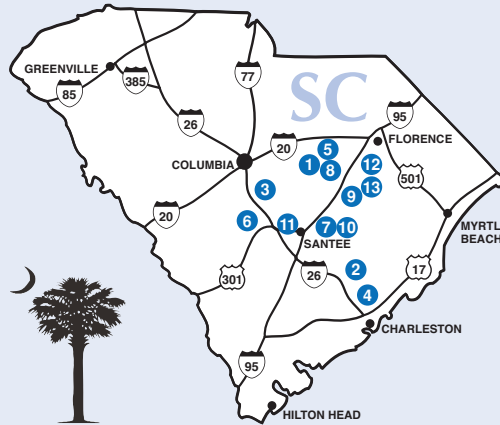 SC
GREENVILLE
85
385
26
77
95
FLORENCE
COLUMBIA
20
5
1
8
12
13
9
501
3
20
6
11
7
10
SANTEE
MYRTL
BEACH
301
26
2
17
4
CHARLESTON
95
HILTON HEAD